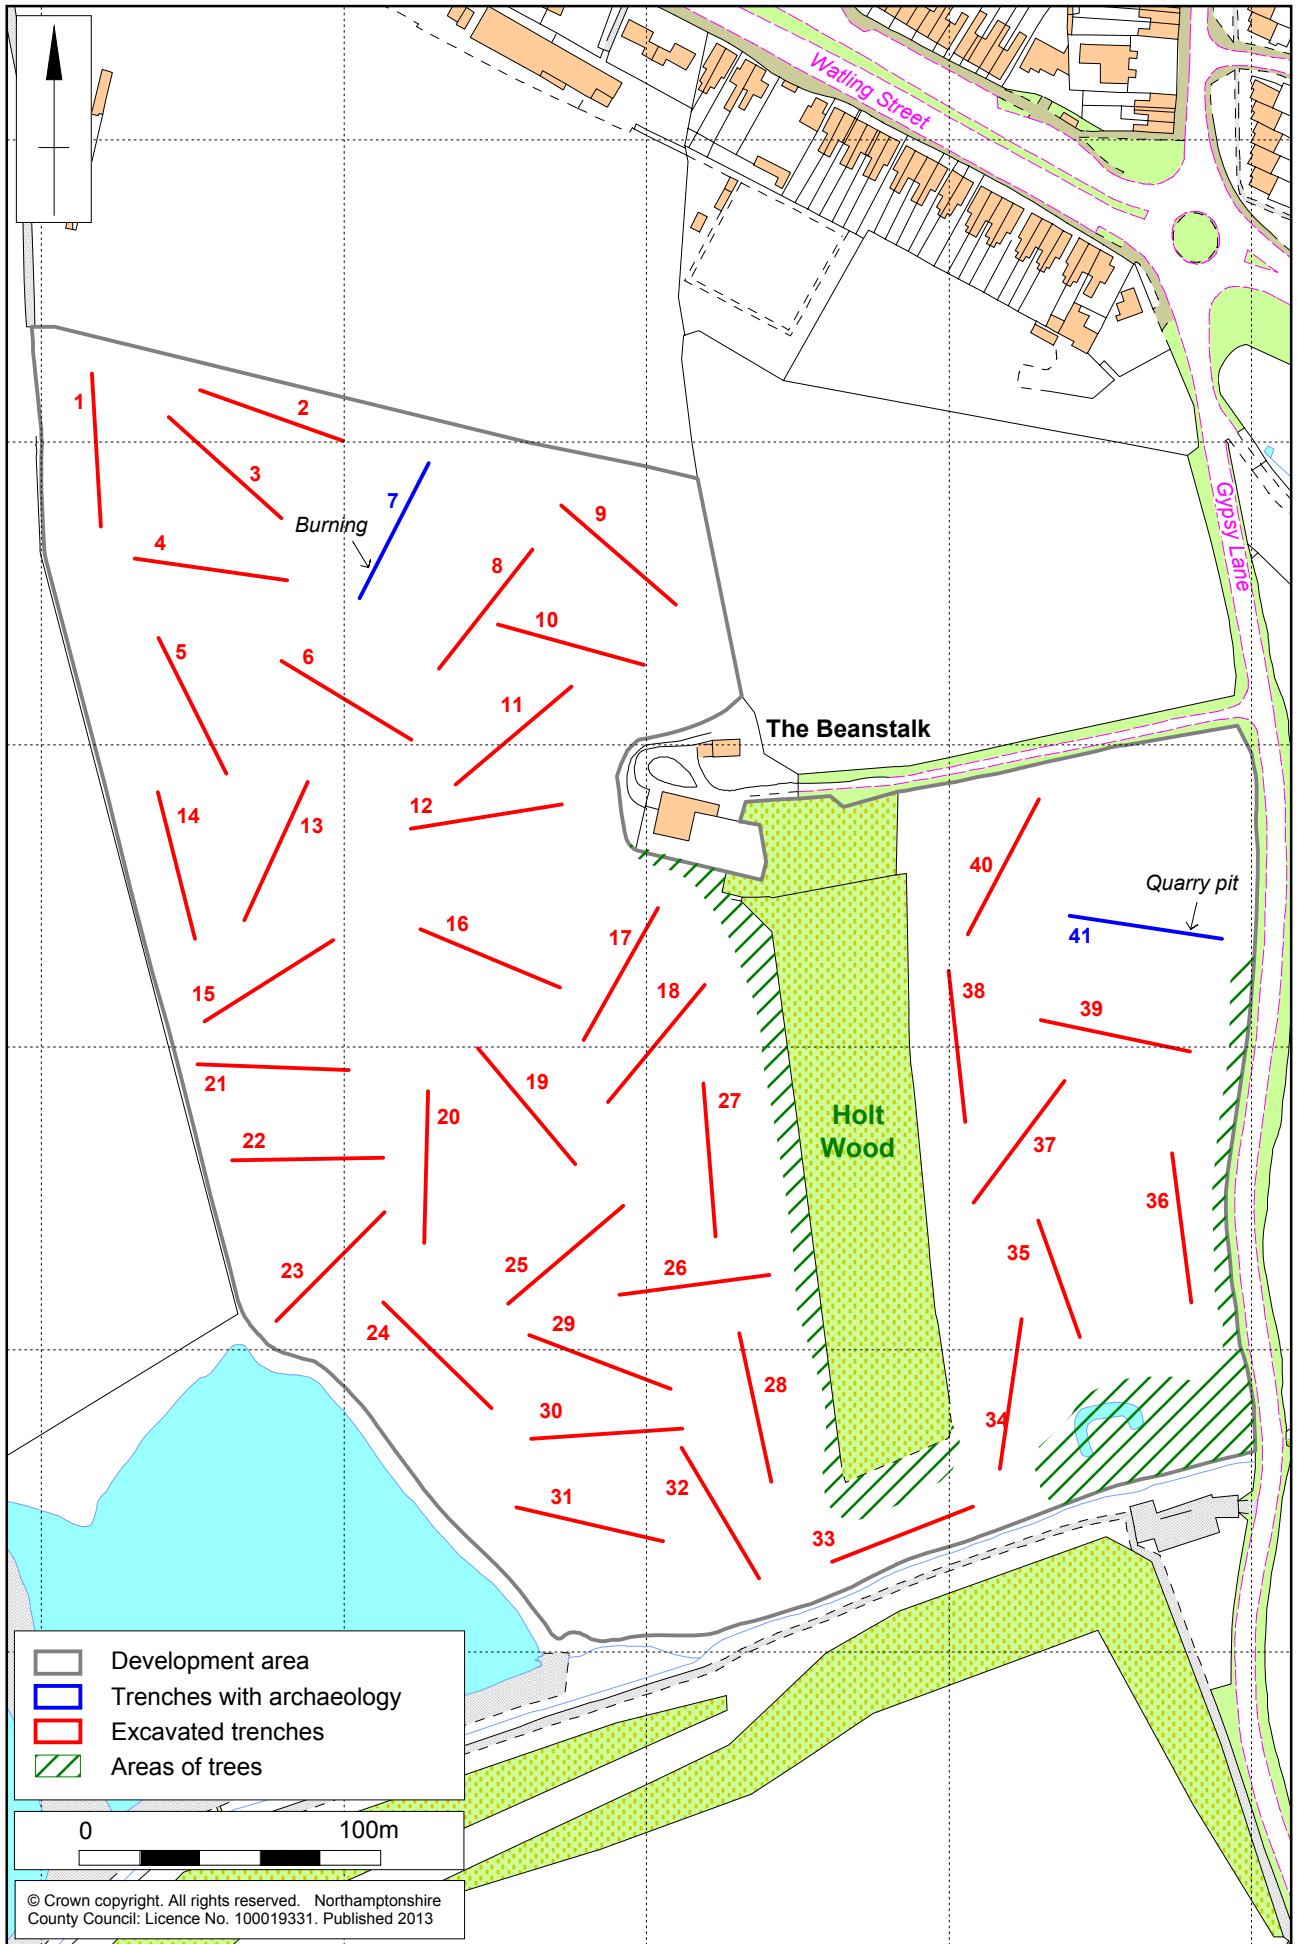 Watling Street
Gypsy Lane
1
2
3
4
7
Burning
9
8
10
5
6
11
The Beanstalk
12
14
13
40
Quarry pit
41
16
17
15
18
38
39
21
19
20
27
Holt
Wood
22
37
36
23
25
26
35
24
29
28
30
34
31
32
33
Development area
Trenches with archaeology
Excavated trenches
Areas of trees
0 100m
© Crown copyright. All rights reserved. Northamptonshire
County Council: Licence No. 100019331. Published 2013